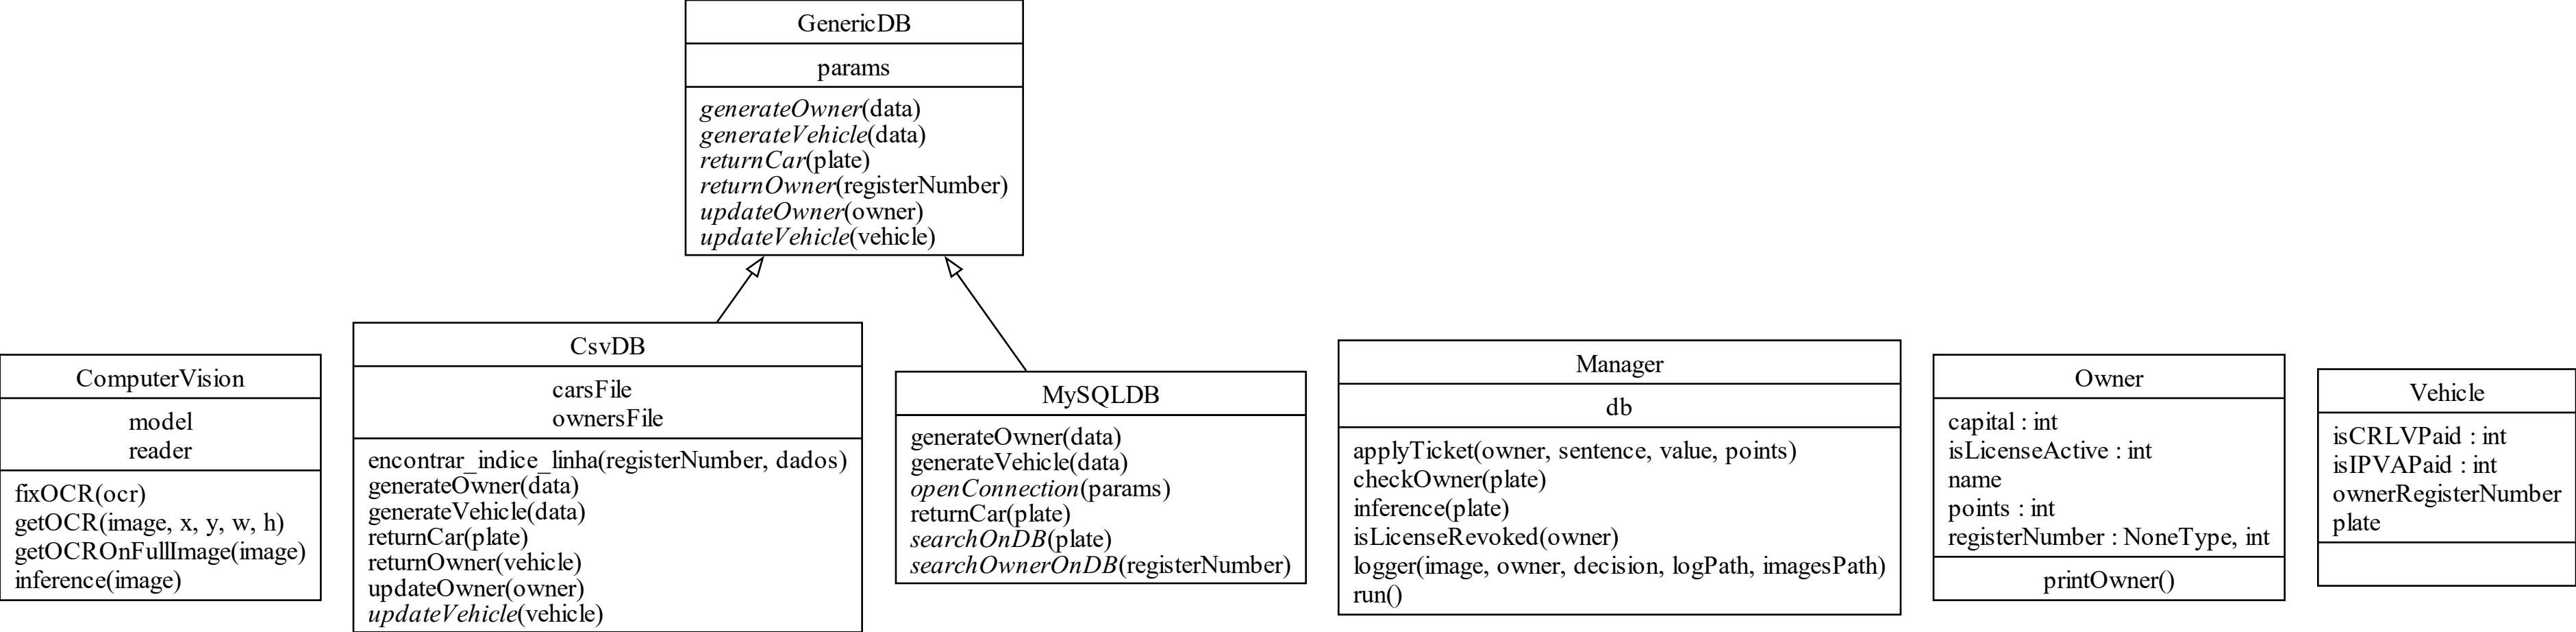 GenericDB
params
generateOwner(data)
generateVehicle(data)
returnCar(plate)
returnOwner(registerNumber)
updateOwner(owner)
updateVehicle(vehicle)
ComputerVision
model
reader
fixOCR(ocr)
getOCR(image, x, y, w, h)
getOCROnFullImage(image)
inference(image)
CsvDB
carsFile
ownersFile
encontrar_indice_linha(registerNumber, dados)
generateOwner(data)
generateVehicle(data)
returnCar(plate)
returnOwner(vehicle)
updateOwner(owner)
updateVehicle(vehicle)
MySQLDB
generateOwner(data)
generateVehicle(data)
openConnection(params)
returnCar(plate)
searchOnDB(plate)
searchOwnerOnDB(registerNumber)
Manager
db
applyTicket(owner, sentence, value, points)
checkOwner(plate)
inference(plate)
isLicenseRevoked(owner)
logger(image, owner, decision, logPath, imagesPath)
run()
Owner
capital : int
isLicenseActive : int
name
points : int
registerNumber : NoneType, int
printOwner()
Vehicle
isCRLVPaid : int
isIPVAPaid : int
ownerRegisterNumber
plate